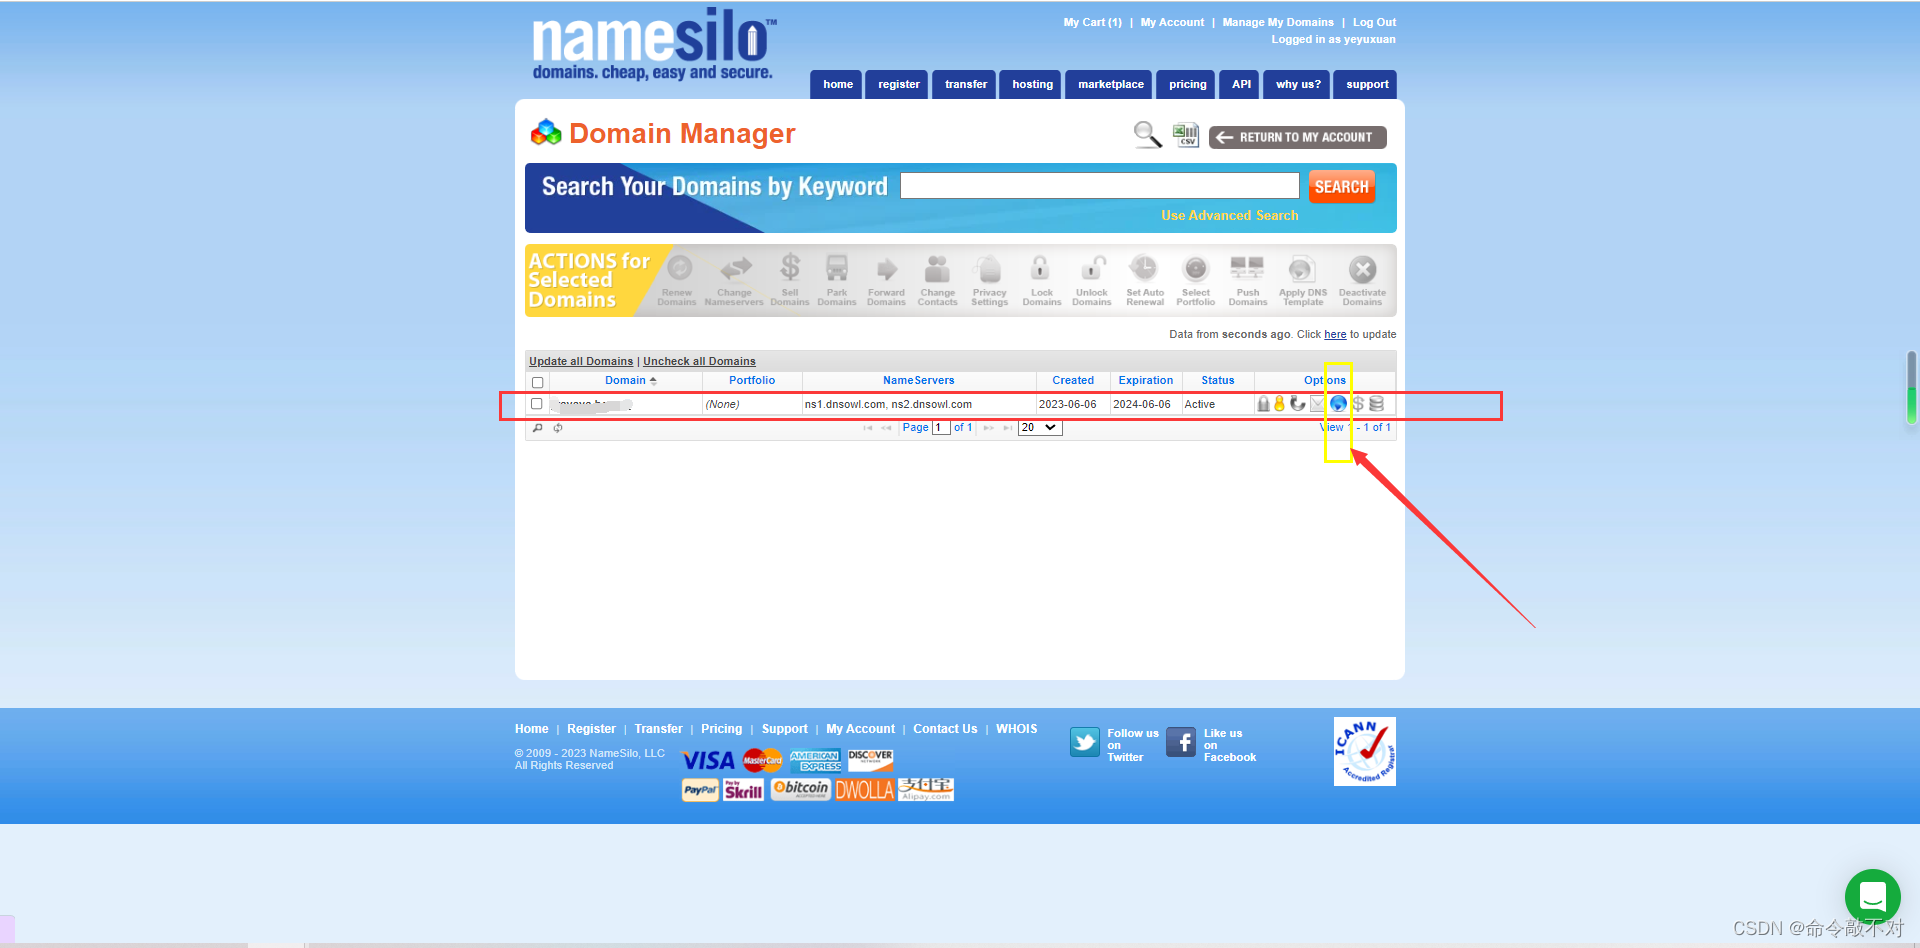 My Cart (1) | My Account | Manage My Domains | Log Out
Logged in as yeyuxuan
namesilo™
domains. cheap, easy and secure.
home register transfer hosting marketplace pricing API why us? support
Domain Manager
CSV
RETURN TO MY ACCOUNT
Search Your Domains by Keyword
SEARCH
Use Advanced Search
ACTIONS for
Selected
Domains
Renew Domains
Change Nameservers
Sell Domains
Park Domains
Forward Domains
Change Contacts
Privacy Settings
Lock Domains
Unlock Domains
Set Auto Renewal
Select Portfolio
Push Domains
Apply DNS Template
Deactivate Domains
Data from seconds ago. Click here to update
Update all Domains | Uncheck all Domains
Domain Portfolio NameServers Created Expiration Status Options
(None) ns1.dnsowl.com, ns2.dnsowl.com 2023-06-06 2024-06-06 Active
Page 1 of 1 20 View 1 - 1 of 1
Home | Register | Transfer | Pricing | Support | My Account | Contact Us | WHOIS
© 2009 - 2023 NameSilo, LLC
All Rights Reserved
VISA MasterCard AMERICAN EXPRESS DISCOVER NETWORK
PayPal Pay by Skrill bitcoin ACCEPTED HERE DWOLLA 支付宝 Alipay.com
Follow us
on
Twitter
Like us
on
Facebook
ICANN
Accredited Registrar
CSDN @命令敲不对